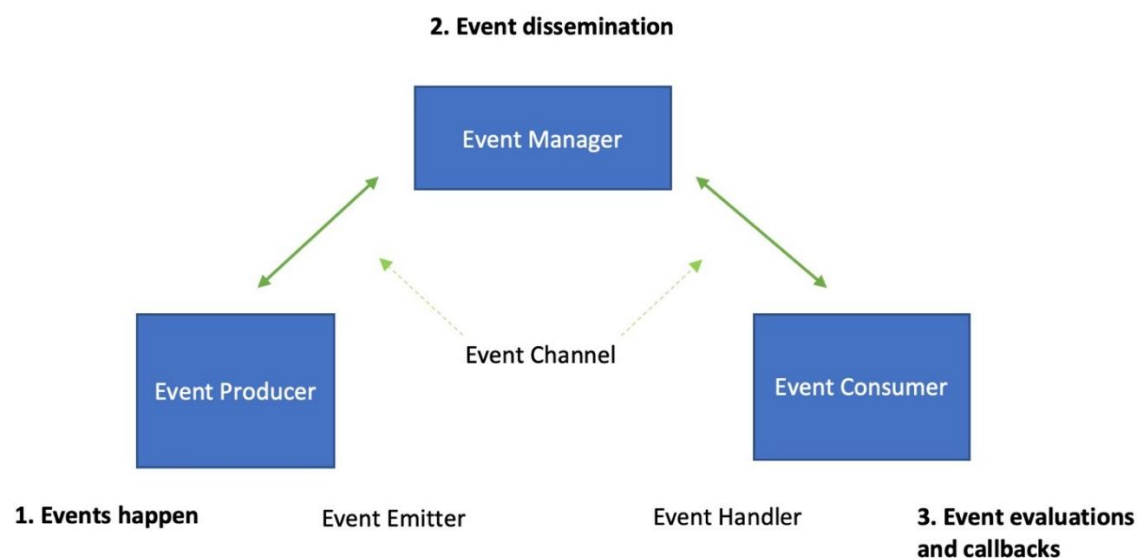 2. Event dissemination
Event Manager
Event Channel
Event Producer
Event Consumer
1. Events happen
Event Emitter
Event Handler
3. Event evaluations
and callbacks